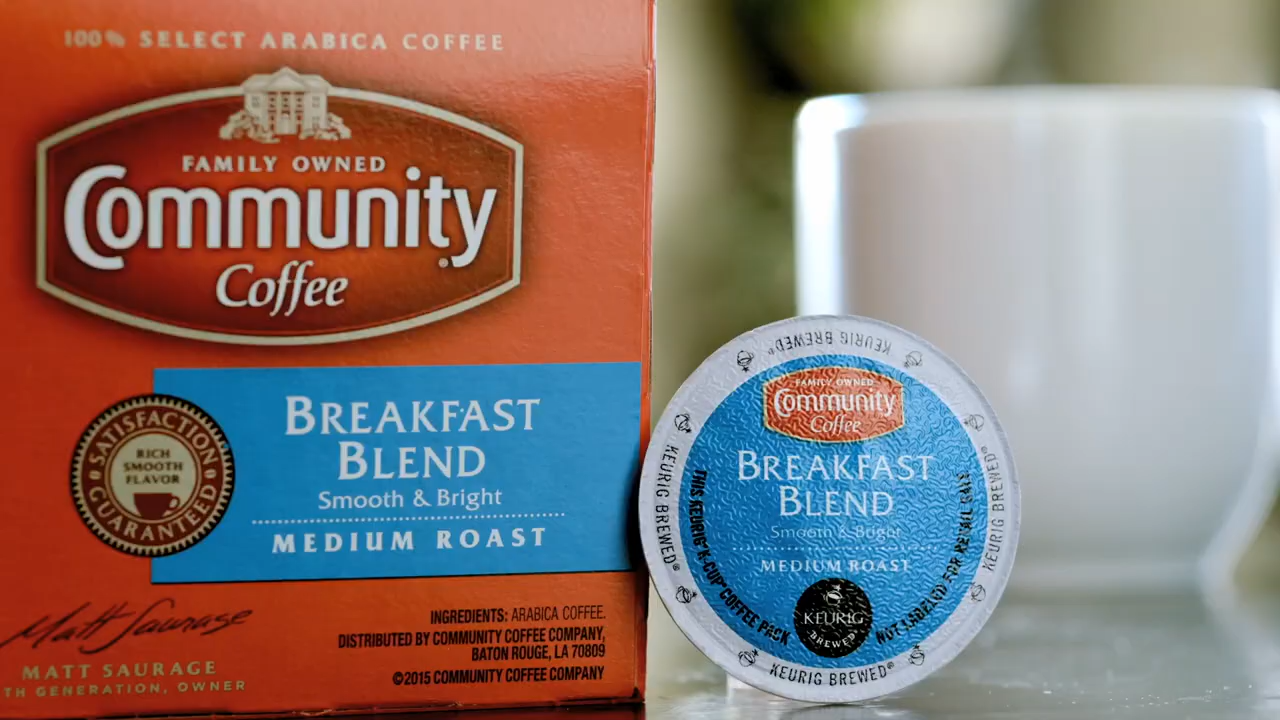 100% SELECT ARABICA COFFEE
FAMILY OWNED
Community
Coffee
SATISFACTION
RICH
SMOOTH
FLAVOR
GUARANTEED
BREAKFAST
BLEND
Smooth & Bright
MEDIUM ROAST
Matt Saurage
MATT SAURAGE
TH GENERATION, OWNER
INGREDIENTS: ARABICA COFFEE.
DISTRIBUTED BY COMMUNITY COFFEE COMPANY,
BATON ROUGE, LA 70809
©2015 COMMUNITY COFFEE COMPANY
KEURIG BREWED®
KEURIG BREWED®
KEURIG BREWED®
KEURIG BREWED®
FAMILY OWNED
Community
Coffee
BREAKFAST
BLEND
Smooth & Bright
MEDIUM ROAST
THIS KEURIG® K-CUP® COFFEE PACK
NOT LABELED FOR RETAIL SALE
KEURIG
BREWED